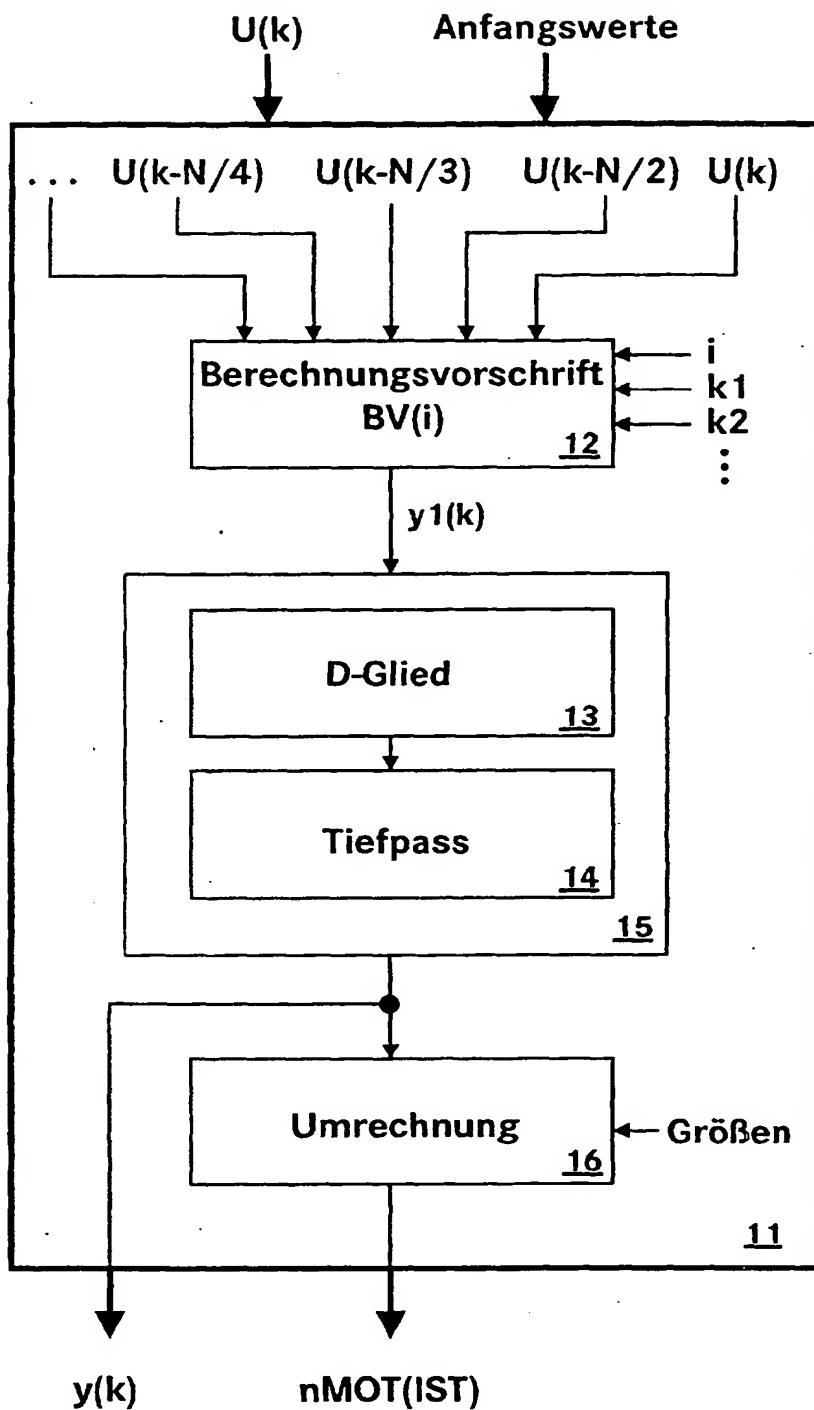 U(k) Anfangswerte
... U(k-N/4) U(k-N/3) U(k-N/2) U(k)
Berechnungsvorschrift
BV(i)
12
i
k1
k2
⋮
y1(k)
D-Glied
13
Tiefpass
14
15
Umrechnung
16
Größen
11
y(k) nMOT(IST)